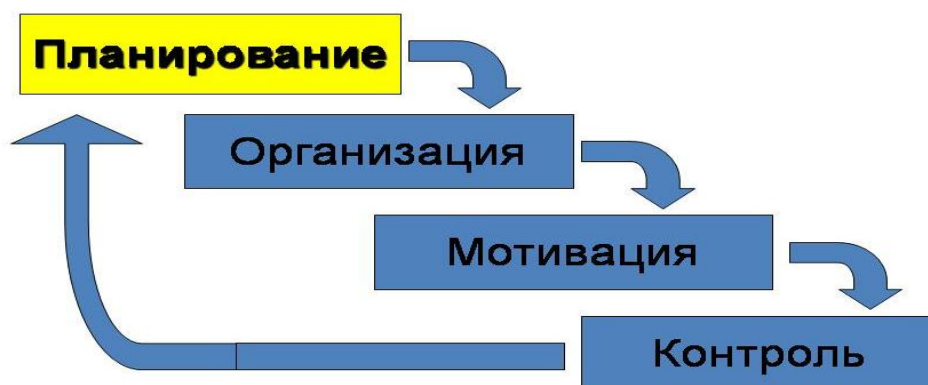 Планирование
Организация
Мотивация
Контроль